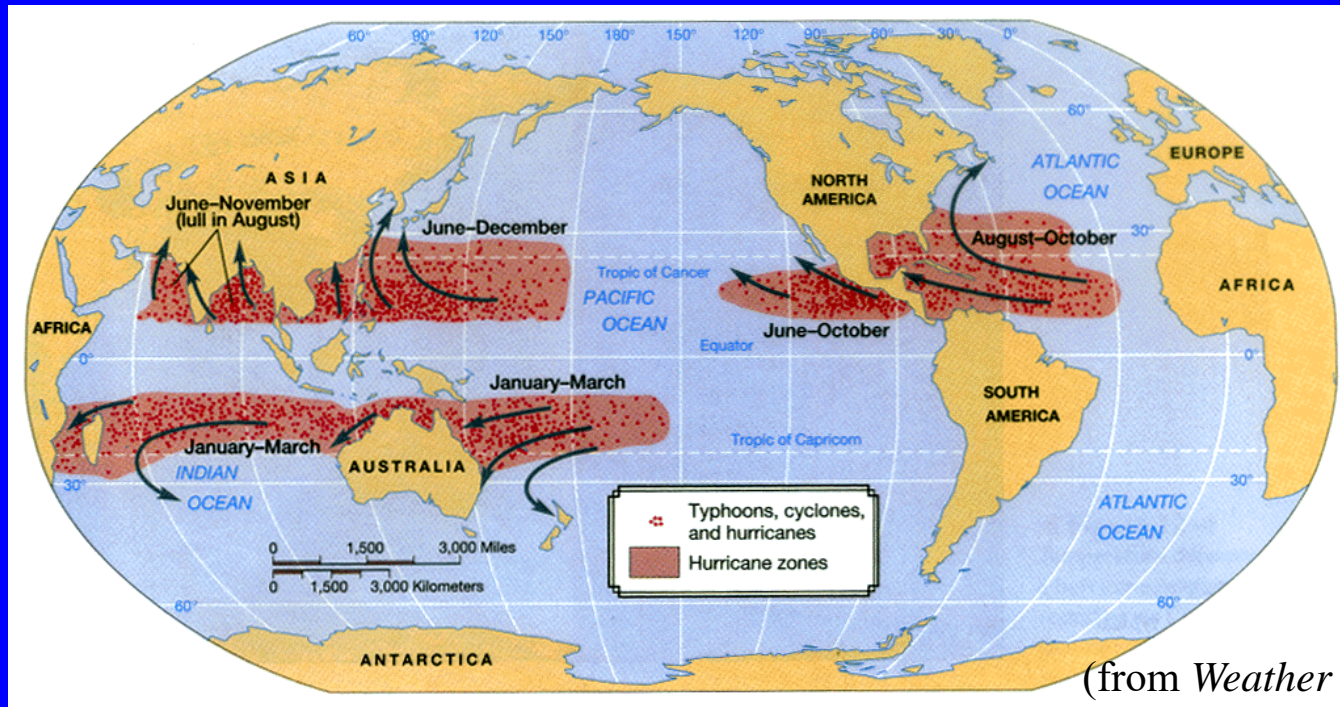 60° 90° 120° 150° 180° 150° 120° 90° 60° 30° 0°
60°
60°
ATLANTIC
OCEAN
EUROPE
ASIA
NORTH
AMERICA
June–November
(lull in August)
June–December
30°
August–October
Tropic of Cancer
PACIFIC
OCEAN
AFRICA
AFRICA
June–October
Equator
0°
0°
January–March
SOUTH
AMERICA
January–March
Tropic of Capricorn
AUSTRALIA
INDIAN
OCEAN
30°
30°
30°
ATLANTIC
OCEAN
Typhoons, cyclones,
and hurricanes
Hurricane zones
0 1,500 3,000 Miles
0 1,500 3,000 Kilometers
60°
60°
ANTARCTICA
(from Weather